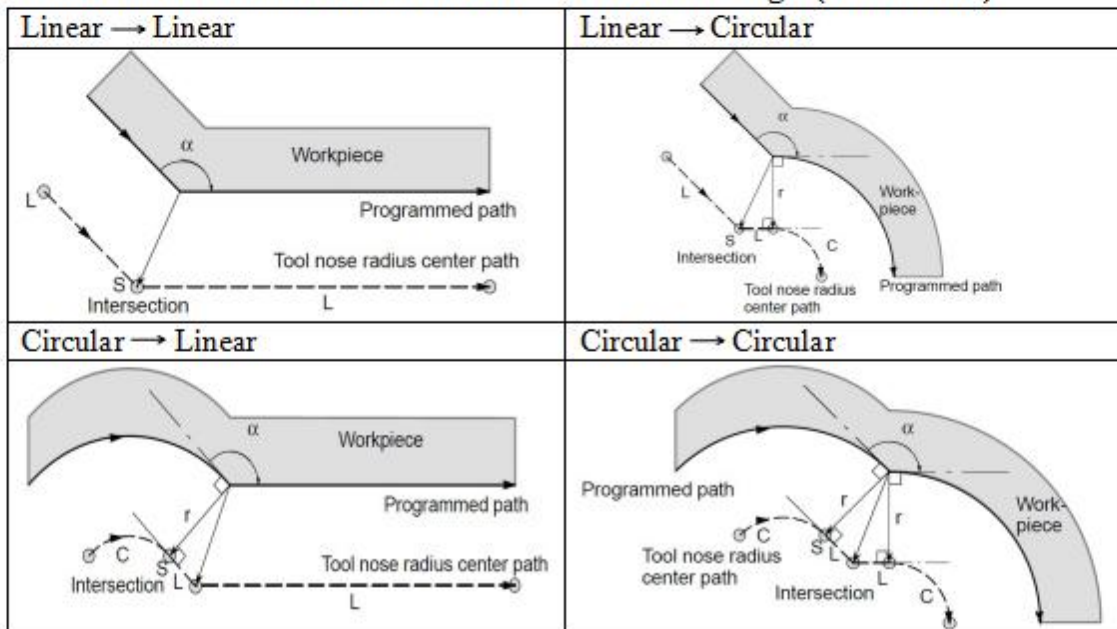 Linear → Linear
Linear → Circular
α
Workpiece
Programmed path
L
Tool nose radius center path
S
Intersection
L
α
L
r
Work-
piece
S
L
C
Intersection
Tool nose radius
center path
Programmed path
Circular → Linear
Circular → Circular
α
Workpiece
Programmed path
r
C
S
L
Intersection
Tool nose radius center path
L
α
Programmed path
r
r
Work-
piece
C
S
L
L
Tool nose radius
center path
Intersection
C